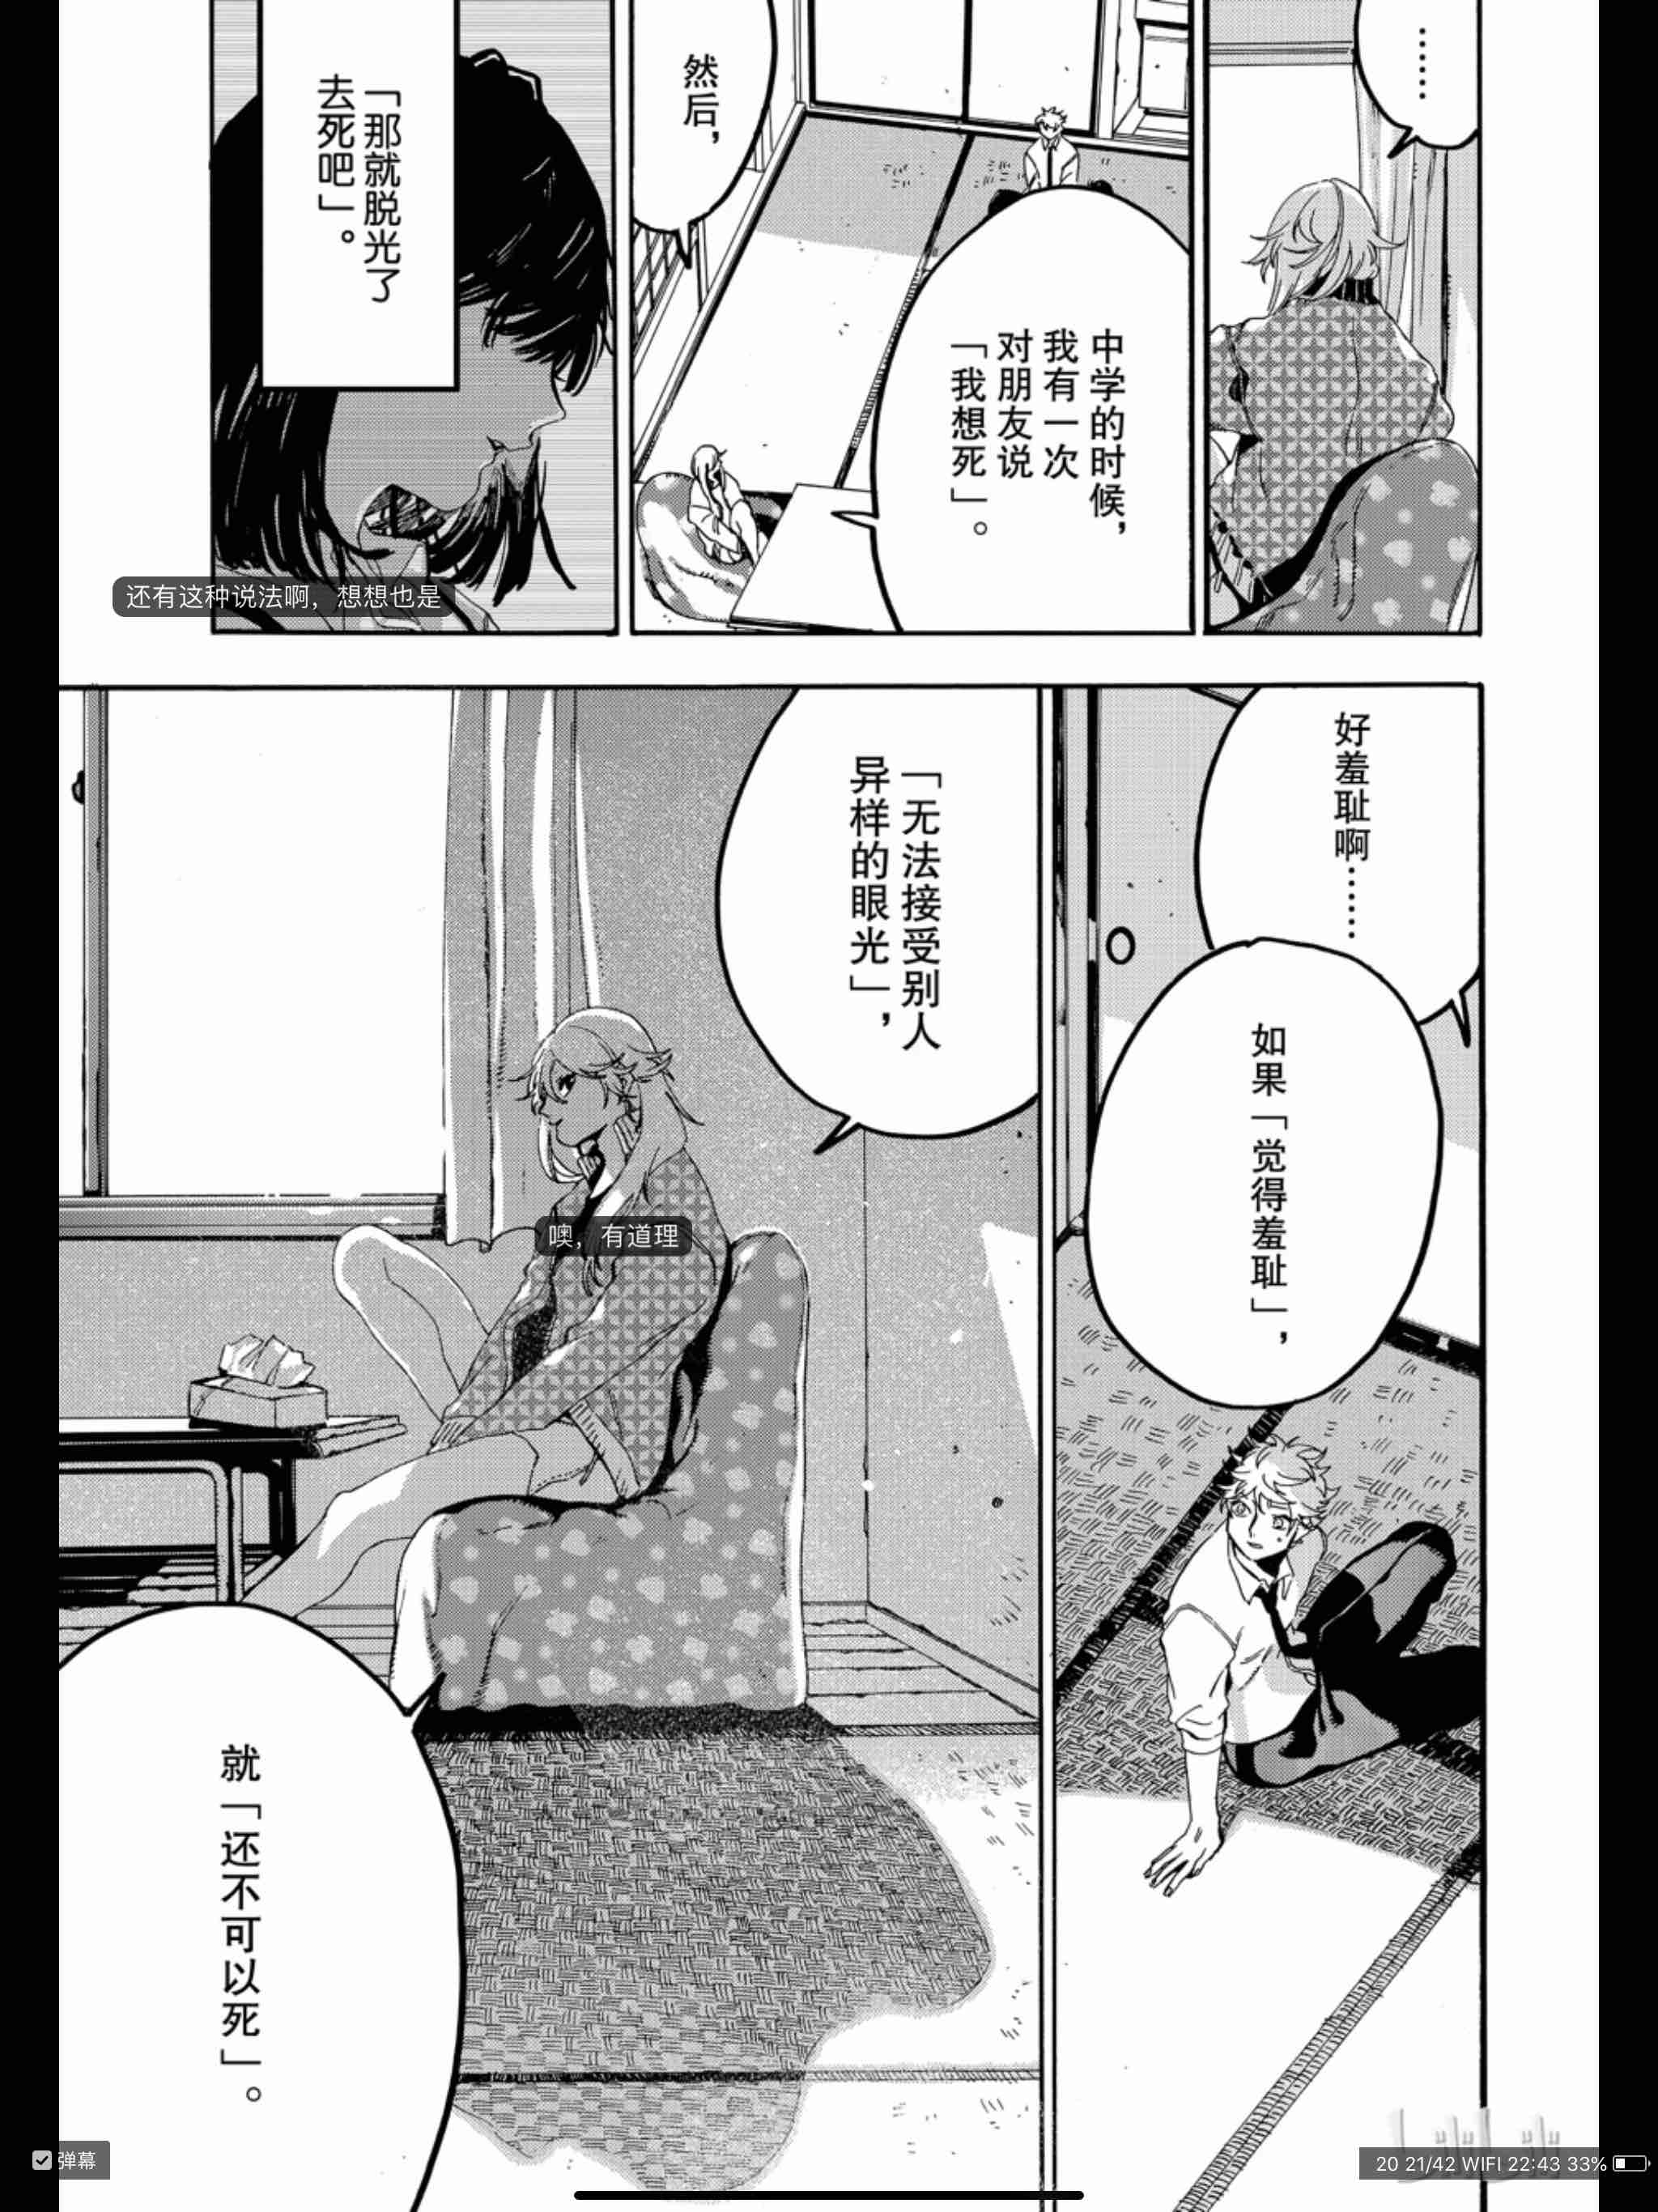 ……
中学的时候，
我有一次
对朋友说
「我想死」。
然后，
「那就脱光了
去死吧」。
还有这种说法啊，想想也是
好羞耻啊……
如果「觉得羞耻」，
「无法接受别人
异样的眼光」，
噢，有道理
就「还不可以死」。
弹幕
20 21/42 WIFI 22:43 33%